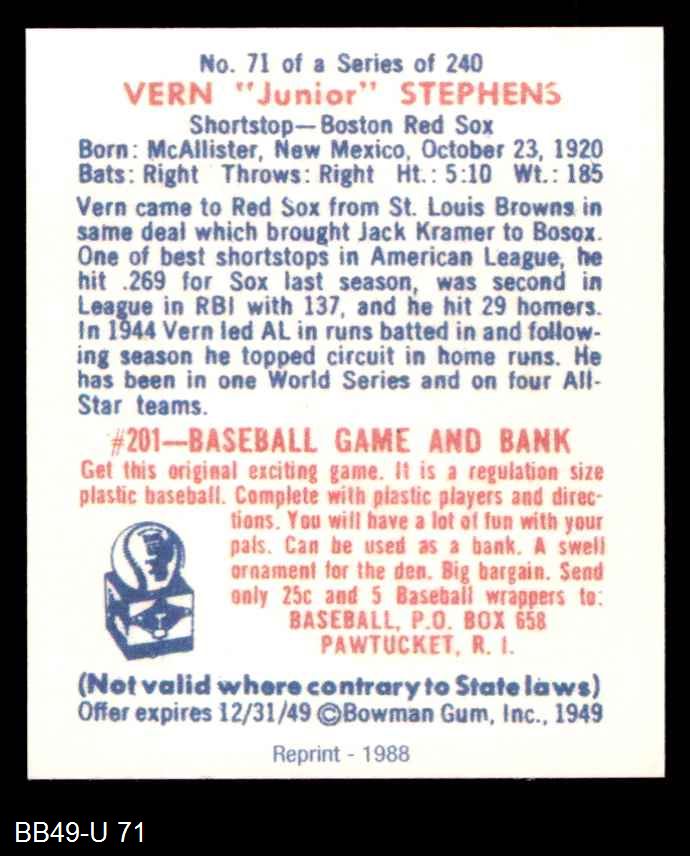 No. 71 of a Series of 240
VERN "Junior" STEPHENS
Shortstop—Boston Red Sox
Born: McAllister, New Mexico, October 23, 1920
Bats: Right Throws: Right Ht.: 5:10 Wt.: 185
Vern came to Red Sox from St. Louis Browns in
same deal which brought Jack Kramer to Bosox.
One of best shortstops in American League, he
hit .269 for Sox last season, was second in
League in RBI with 137, and he hit 29 homers.
In 1944 Vern led AL in runs batted in and follow-
ing season he topped circuit in home runs. He
has been in one World Series and on four All-
Star teams.
#201—BASEBALL GAME AND BANK
Get this original exciting game. It is a regulation size
plastic baseball. Complete with plastic players and direc-
tions. You will have a lot of fun with your
pals. Can be used as a bank. A swell
ornament for the den. Big bargain. Send
only 25c and 5 Baseball wrappers to:
BASEBALL, P.O. BOX 658
PAWTUCKET, R. I.
(Not valid where contrary to State laws)
Offer expires 12/31/49 ©Bowman Gum, Inc., 1949
Reprint - 1988
BB49-U 71